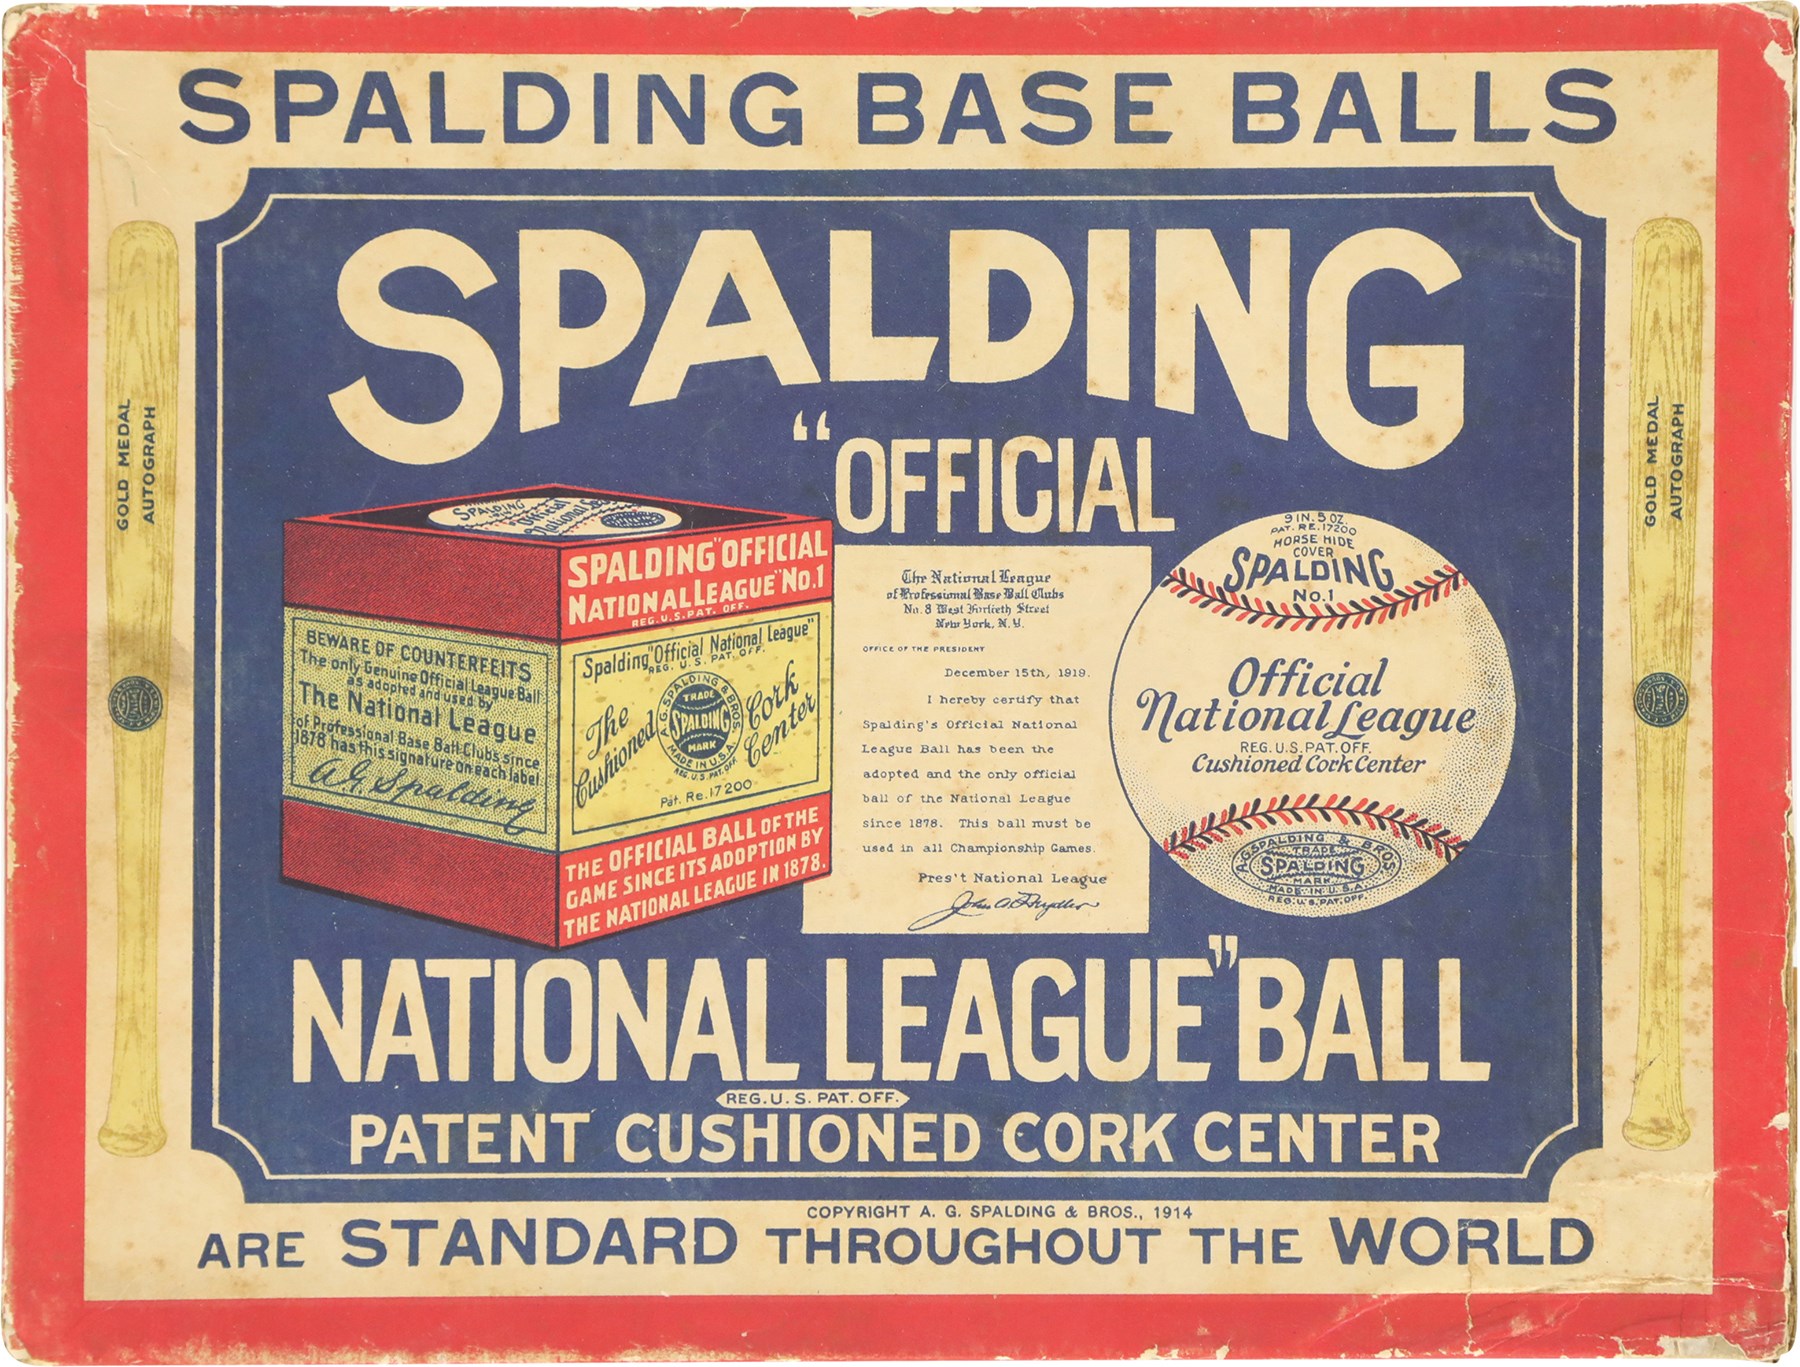 SPALDING BASE BALLS
SPALDING
"OFFICIAL
GOLD MEDAL
AUTOGRAPH
SPALDING
"Official
National Le
SPALDING "OFFICIAL
NATIONAL LEAGUE" No.1
REG. U.S. PAT. OFF.
BEWARE OF COUNTERFEITS
The only Genuine Official League Ball
as adopted and used by
The National League
of Professional Base Ball Clubs since
1878 has this signature on each label
A.G. Spalding
Spalding "Official National League"
REG. U.S. PAT. OFF.
The
Cushioned
Cork
Center
A.G. SPALDING & BROS.
TRADE
SPALDING
MARK
MADE IN U.S.A.
REG. U.S. PAT. OFF.
Pat. Re. 17200
THE OFFICIAL BALL OF THE
GAME SINCE ITS ADOPTION BY
THE NATIONAL LEAGUE IN 1878.
The National League
of Professional Base Ball Clubs
No. 8 West Fortieth Street
New York, N.Y.
OFFICE OF THE PRESIDENT
December 15th, 1919.
I hereby certify that
Spalding's Official National
League Ball has been the
adopted and the only official
ball of the National League
since 1878. This ball must be
used in all Championship Games.
Pres't National League
John A Heydler
9 IN. 5 OZ.
PAT. RE. 17200
HORSE HIDE
COVER
SPALDING
No.1
Official
National League
REG. U.S. PAT. OFF.
Cushioned Cork Center
A.G. SPALDING & BROS
TRADE
SPALDING
MARK
MADE IN U.S.A.
REG. U.S. PAT. OFF.
GOLD MEDAL
AUTOGRAPH
NATIONAL LEAGUE" BALL
REG. U. S. PAT. OFF.
PATENT CUSHIONED CORK CENTER
COPYRIGHT A. G. SPALDING & BROS., 1914
ARE STANDARD THROUGHOUT THE WORLD